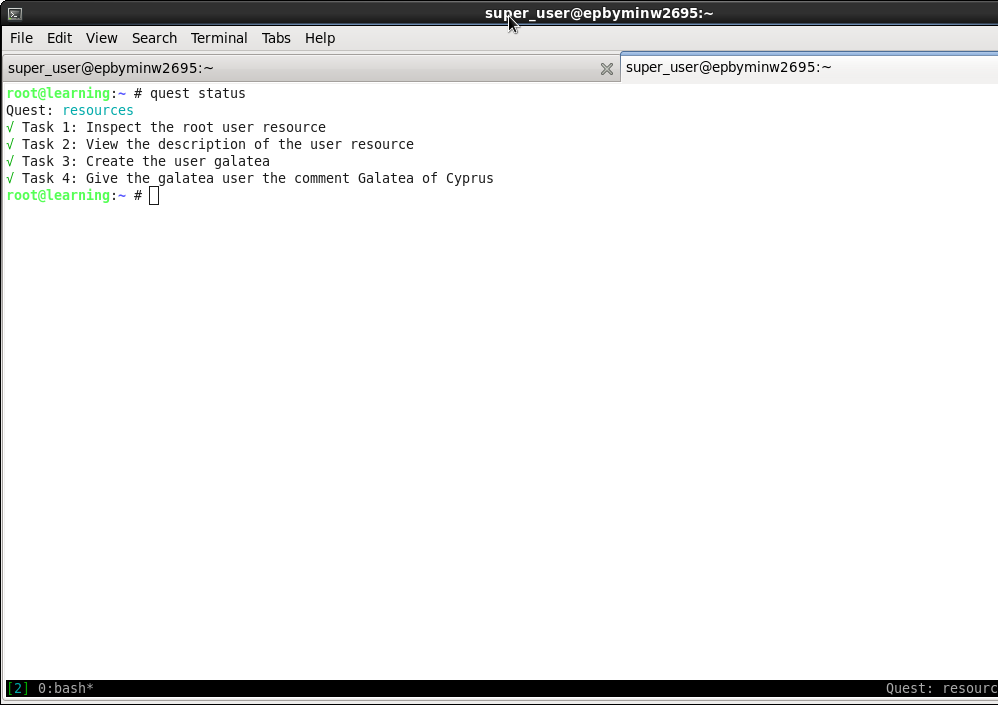 super_user@epbyminw2695:~
File Edit View Search Terminal Tabs Help
super_user@epbyminw2695:~ super_user@epbyminw2695:~
root@learning:~ # quest status
Quest: resources
√ Task 1: Inspect the root user resource
√ Task 2: View the description of the user resource
√ Task 3: Create the user galatea
√ Task 4: Give the galatea user the comment Galatea of Cyprus
root@learning:~ #
[2] 0:bash* Quest: resourc